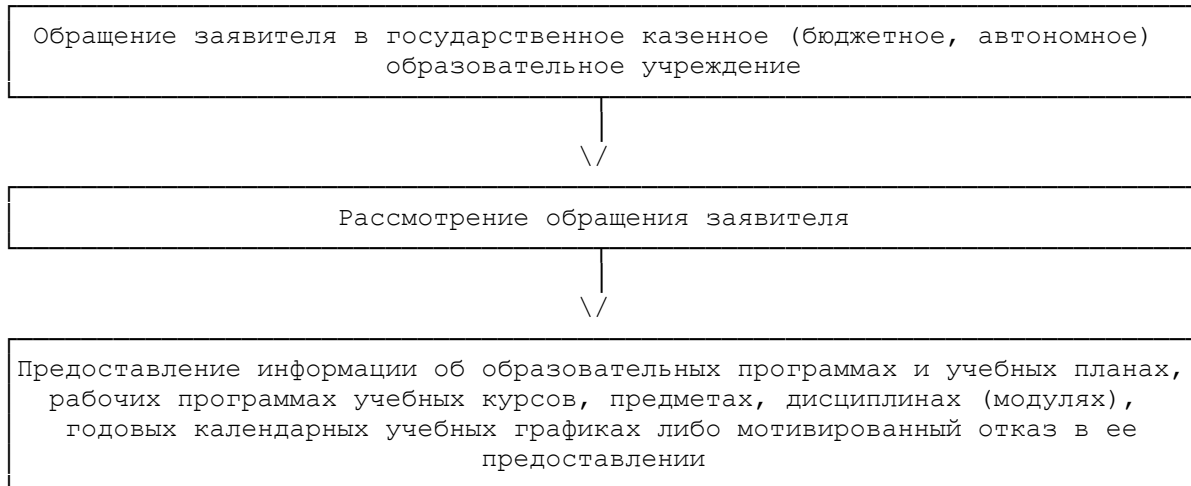 Обращение заявителя в государственное казенное (бюджетное, автономное)
образовательное учреждение
Рассмотрение обращения заявителя
Предоставление информации об образовательных программах и учебных планах,
рабочих программах учебных курсов, предметах, дисциплинах (модулях),
годовых календарных учебных графиках либо мотивированный отказ в ее
предоставлении